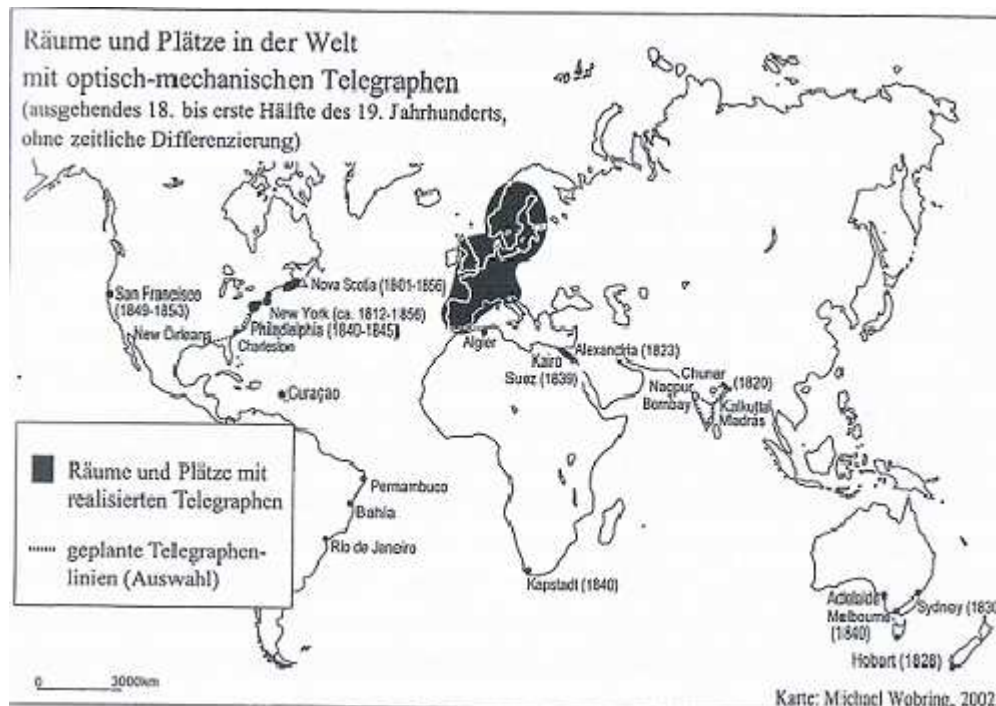 Räume und Plätze in der Welt
mit optisch-mechanischen Telegraphen
(ausgehendes 18. bis erste Hälfte des 19. Jahrhunderts,
ohne zeitliche Differenzierung)
San Francisco
(1849-1853)
New Orleans
Nova Scotia (1801-1856)
New York (ca. 1812-1856)
Philadelphia (1840-1845)
Charleston
Curaçao
Algier
Alexandria (1823)
Kairo
Suez (1839)
Chunar
(1820)
Nagpur
Bombay
Kalkutta
Madras
Räume und Plätze mit
realisierten Telegraphen
geplante Telegraphen-
linien (Auswahl)
Pernambuco
Bahia
Rio de Janeiro
Kapstadt (1840)
Adelaide
Melbourne
(1840)
Sydney (1830
Hobart (1828)
0 3000km
Karte: Michael Wobring, 2002